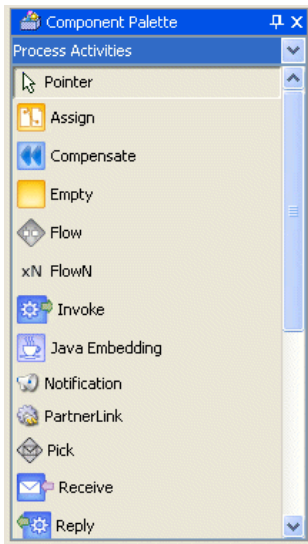 Component Palette
Process Activities
Pointer
Assign
Compensate
Empty
Flow
xN FlowN
Invoke
Java Embedding
Notification
PartnerLink
Pick
Receive
Reply